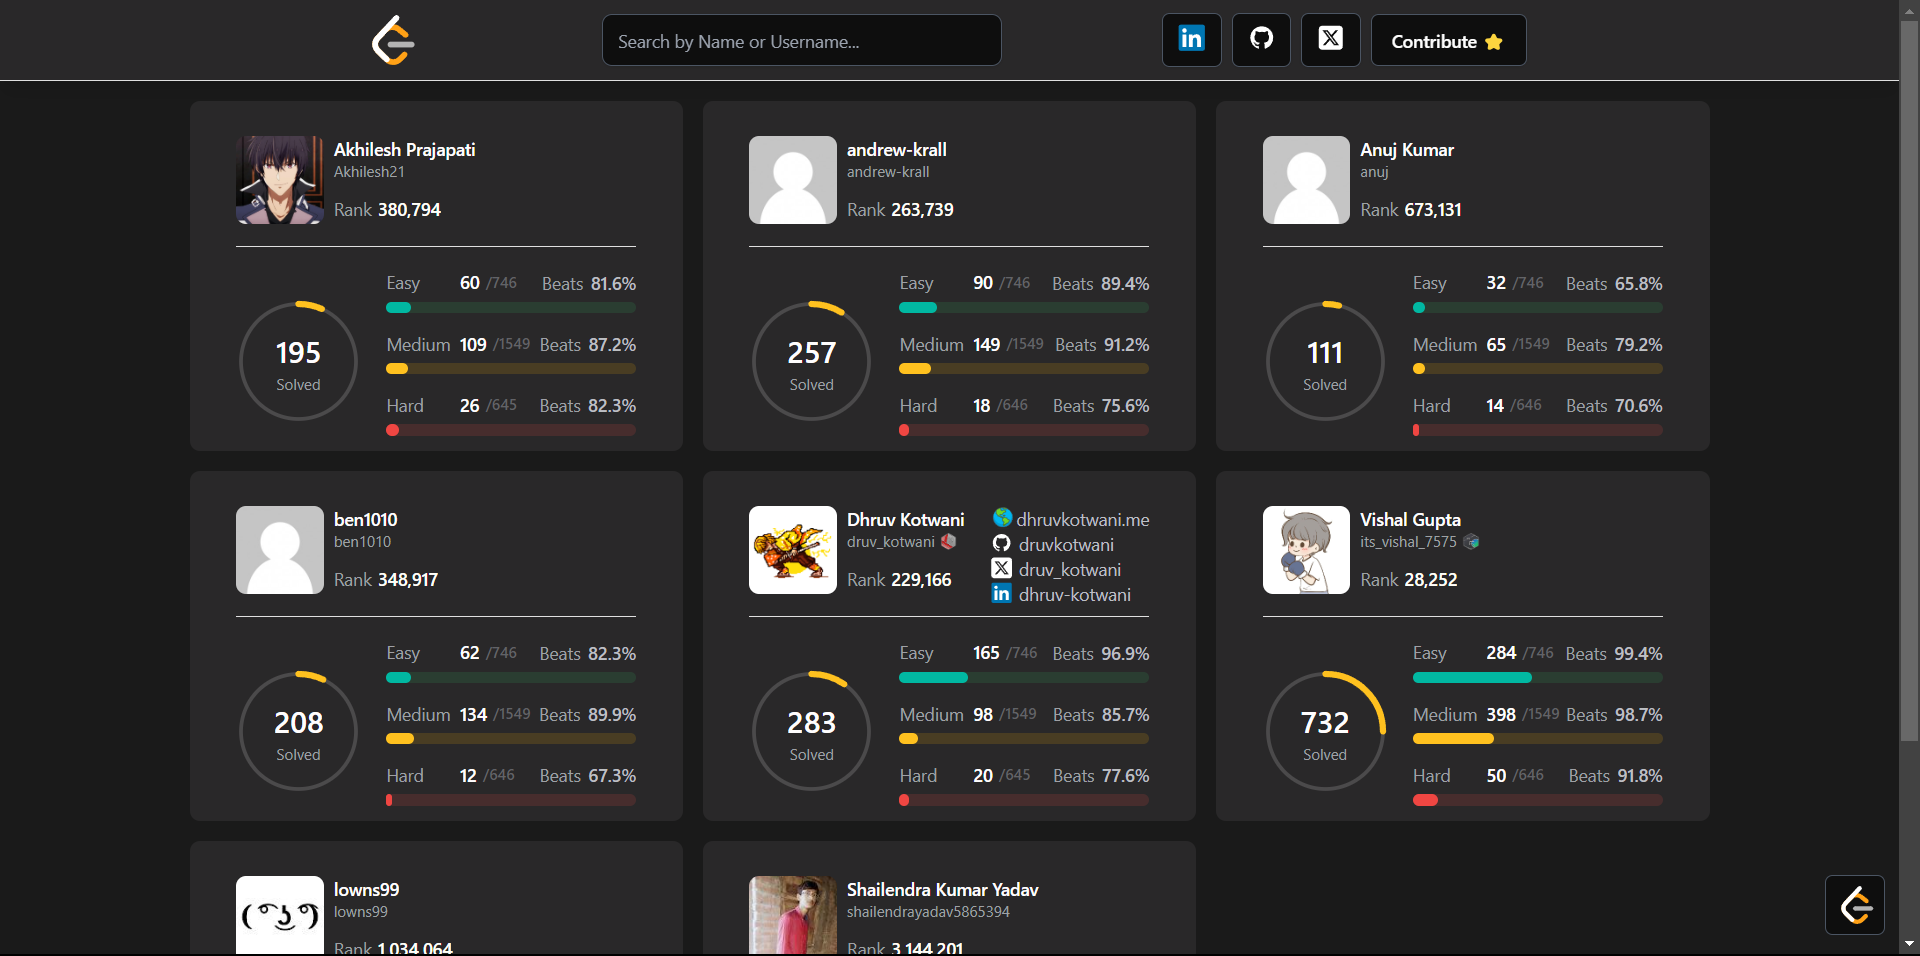 Search by Name or Username...
in
X
Contribute
Akhilesh Prajapati
Akhilesh21
Rank 380,794
Easy 60 /746 Beats 81.6%
Medium 109 /1549 Beats 87.2%
Hard 26 /645 Beats 82.3%
195
Solved
andrew-krall
andrew-krall
Rank 263,739
Easy 90 /746 Beats 89.4%
Medium 149 /1549 Beats 91.2%
Hard 18 /646 Beats 75.6%
257
Solved
Anuj Kumar
anuj
Rank 673,131
Easy 32 /746 Beats 65.8%
Medium 65 /1549 Beats 79.2%
Hard 14 /646 Beats 70.6%
111
Solved
ben1010
ben1010
Rank 348,917
Easy 62 /746 Beats 82.3%
Medium 134 /1549 Beats 89.9%
Hard 12 /646 Beats 67.3%
208
Solved
Dhruv Kotwani
druv_kotwani
Rank 229,166
dhruvkotwani.me
druvkotwani
X druv_kotwani
in dhruv-kotwani
Easy 165 /746 Beats 96.9%
Medium 98 /1549 Beats 85.7%
Hard 20 /645 Beats 77.6%
283
Solved
Vishal Gupta
its_vishal_7575
Rank 28,252
Easy 284 /746 Beats 99.4%
Medium 398 /1549 Beats 98.7%
Hard 50 /646 Beats 91.8%
732
Solved
lowns99
lowns99
Rank 1,034,064
Shailendra Kumar Yadav
shailendrayadav5865394
Rank 3,144,201